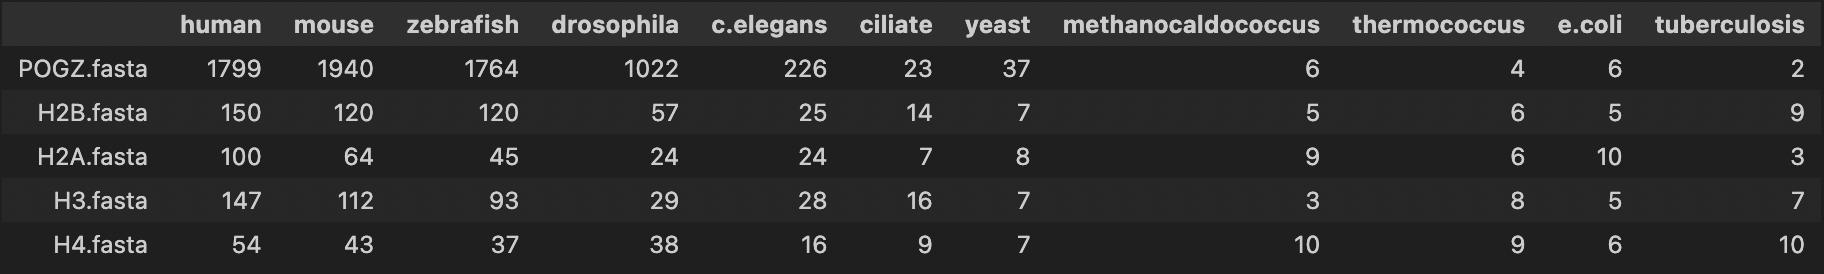 human mouse zebrafish drosophila c.elegans ciliate yeast methanocaldococcus thermococcus e.coli tuberculosis
POGZ.fasta 1799 1940 1764 1022 226 23 37 6 4 6 2
H2B.fasta 150 120 120 57 25 14 7 5 6 5 9
H2A.fasta 100 64 45 24 24 7 8 9 6 10 3
H3.fasta 147 112 93 29 28 16 7 3 8 5 7
H4.fasta 54 43 37 38 16 9 7 10 9 6 10